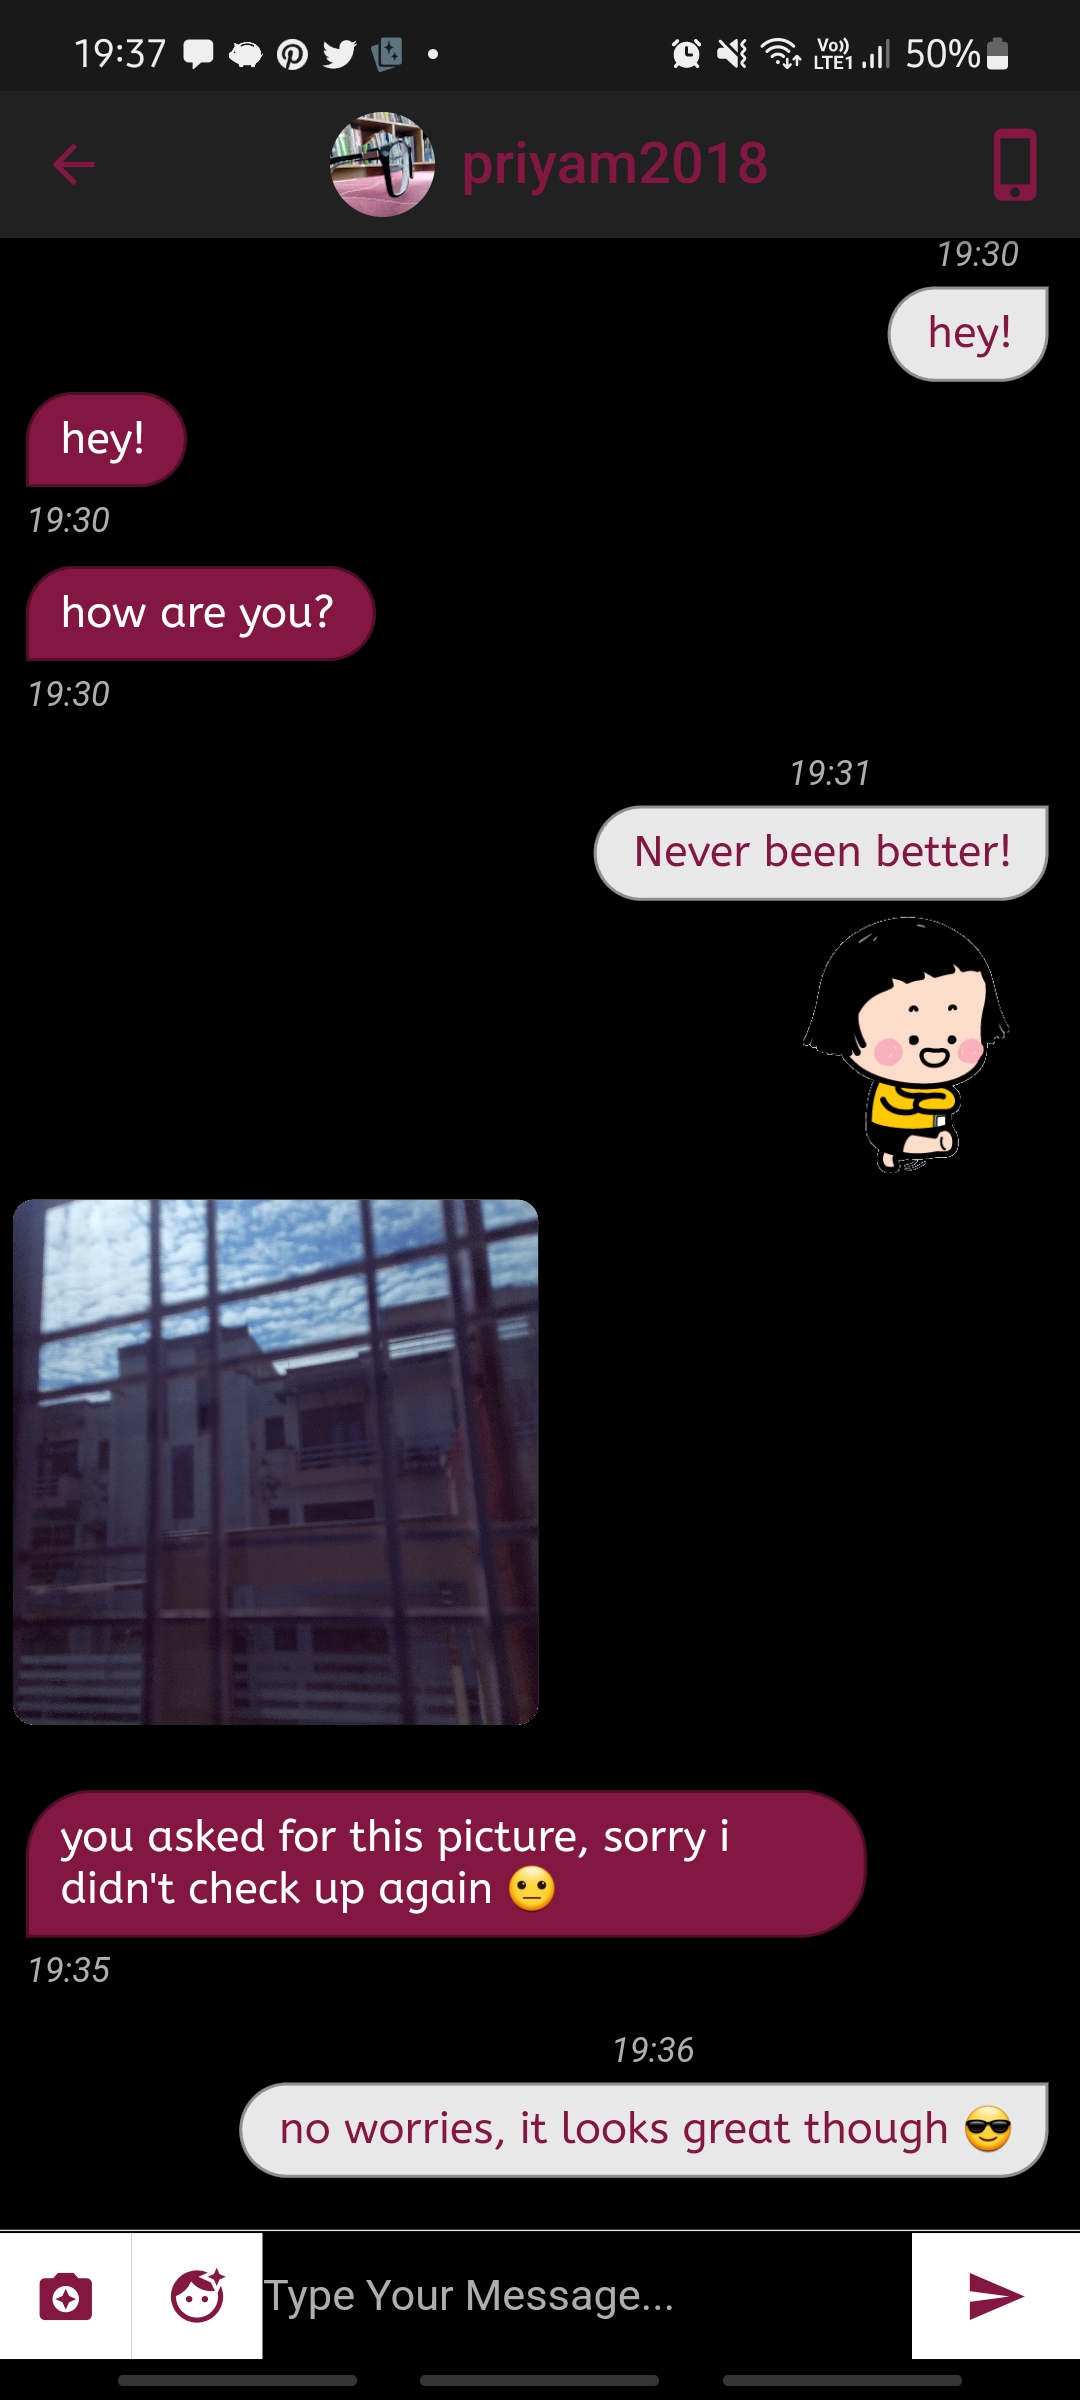 19:37
Vo))
LTE1
50%
priyam2018
19:30
hey!
hey!
19:30
how are you?
19:30
19:31
Never been better!
you asked for this picture, sorry i
didn't check up again 😐
19:35
19:36
no worries, it looks great though 😎
Type Your Message...